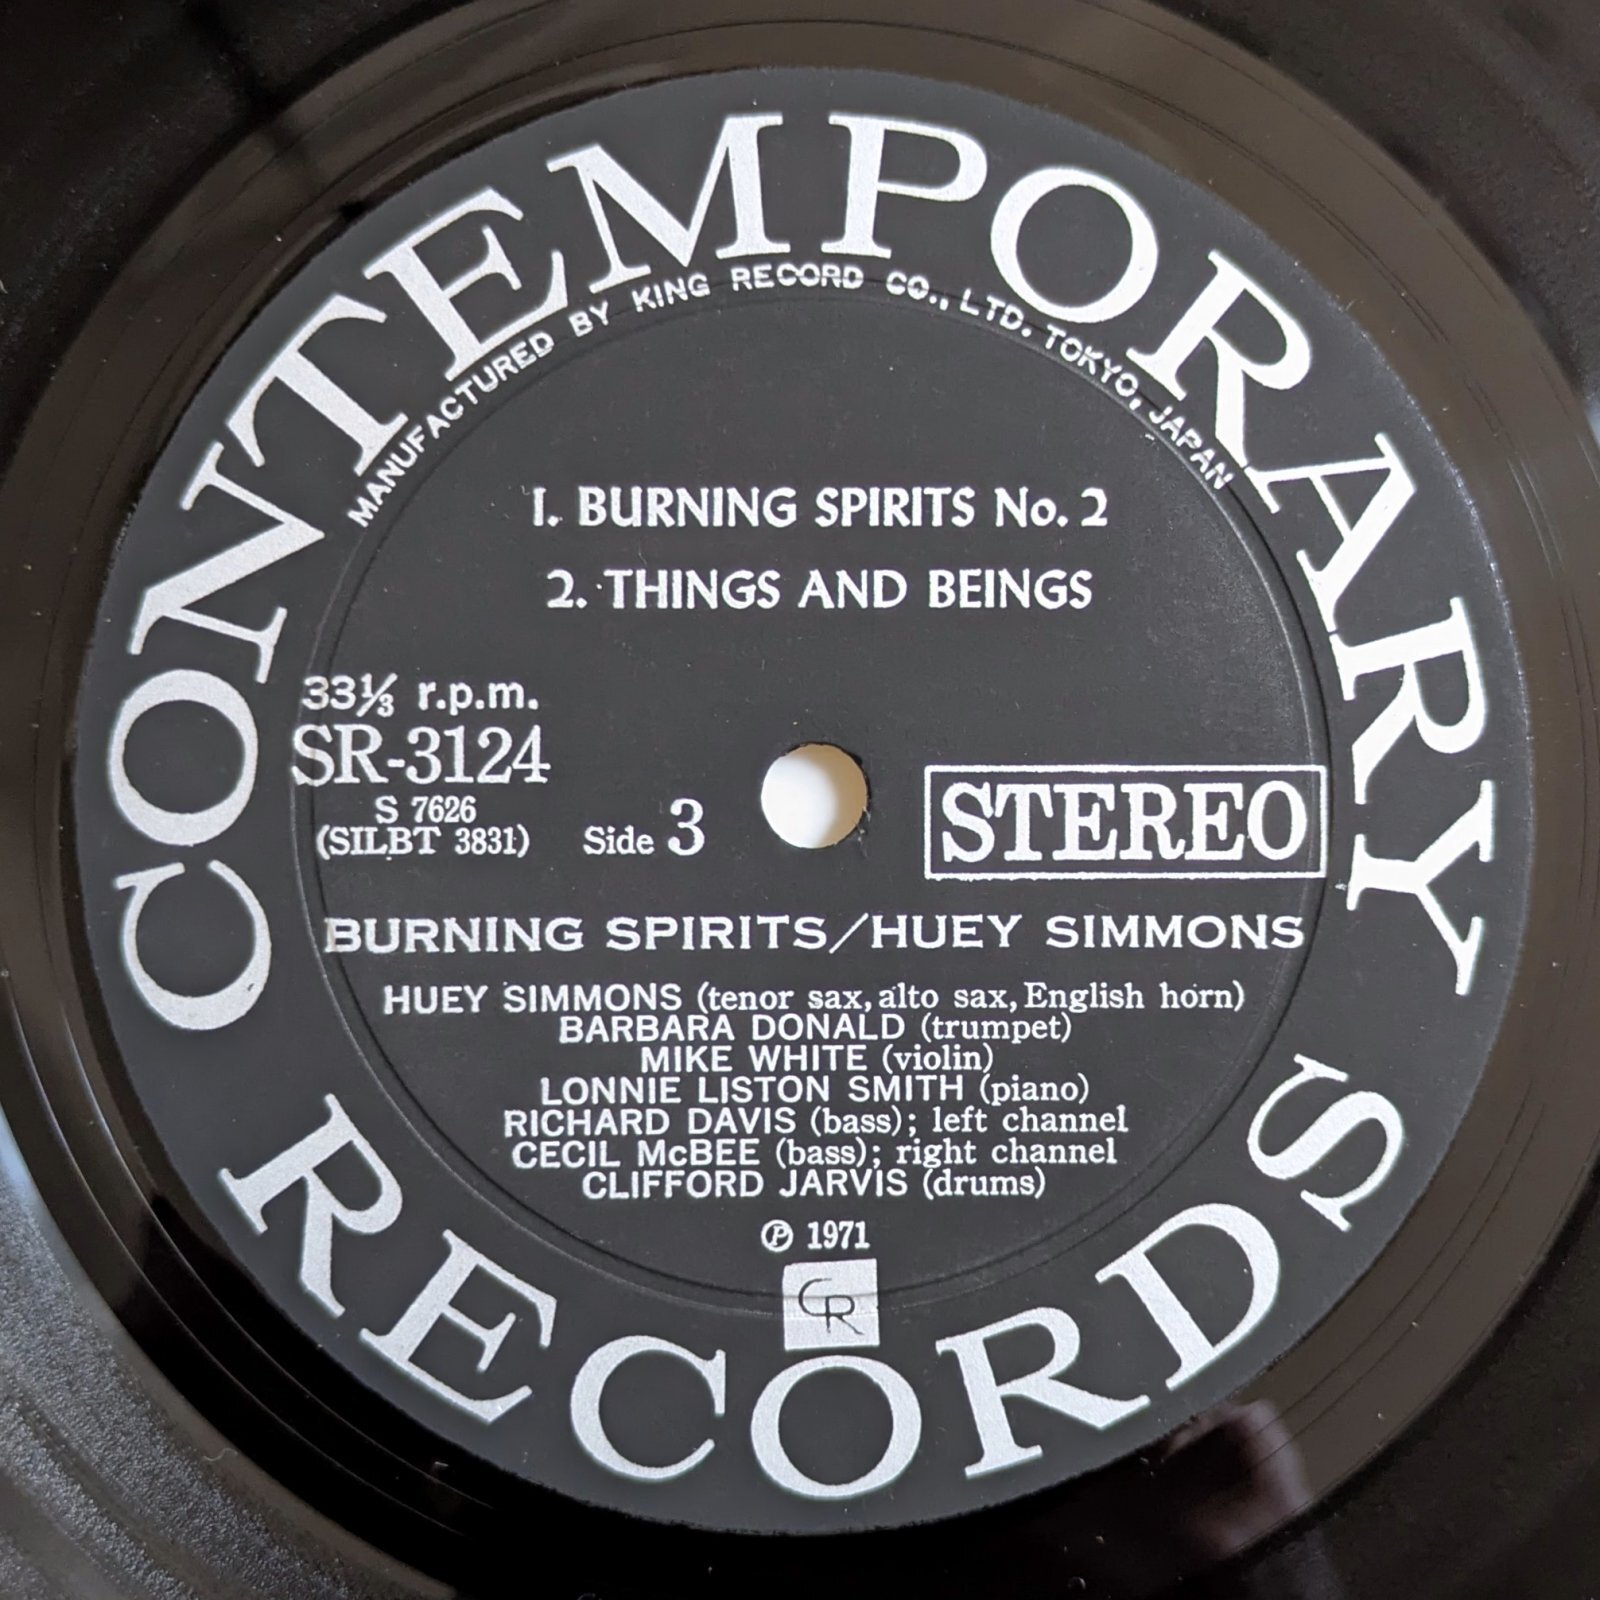 CONTEMPORARY RECORDS
MANUFACTURED BY KING RECORD CO., LTD. TOKYO, JAPAN
1. BURNING SPIRITS No. 2
2. THINGS AND BEINGS
33⅓ r.p.m.
SR-3124
S 7626
(SILBT 3831)
Side 3
STEREO
BURNING SPIRITS/HUEY SIMMONS
HUEY SIMMONS (tenor sax, alto sax, English horn)
BARBARA DONALD (trumpet)
MIKE WHITE (violin)
LONNIE LISTON SMITH (piano)
RICHARD DAVIS (bass); left channel
CECIL McBEE (bass); right channel
CLIFFORD JARVIS (drums)
℗ 1971
CR